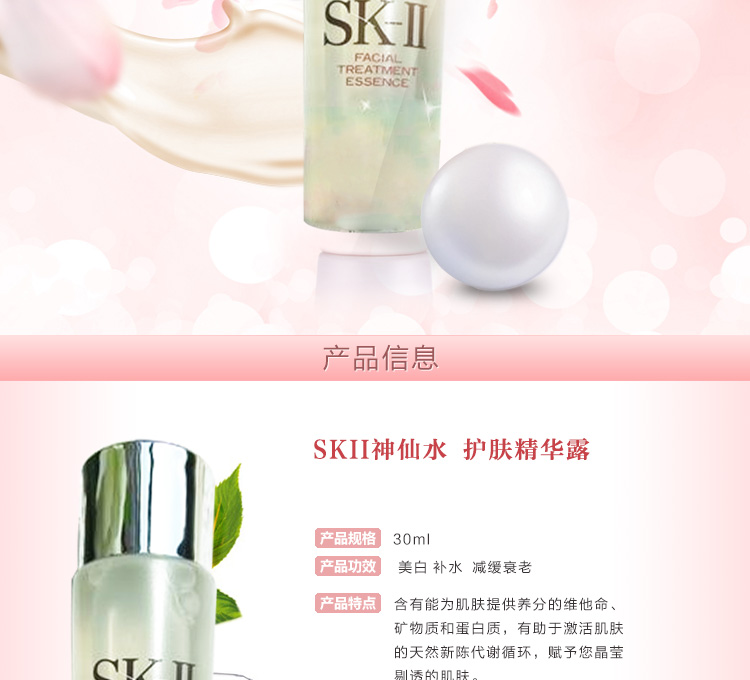 SK-II
FACIAL
TREATMENT
ESSENCE
产品信息
SKII神仙水 护肤精华露
产品规格 30ml
产品功效 美白 补水 减缓衰老
产品特点 含有能为肌肤提供养分的维他命、
矿物质和蛋白质，有助于激活肌肤
的天然新陈代谢循环，赋予您晶莹
剔透的肌肤。
SK-II